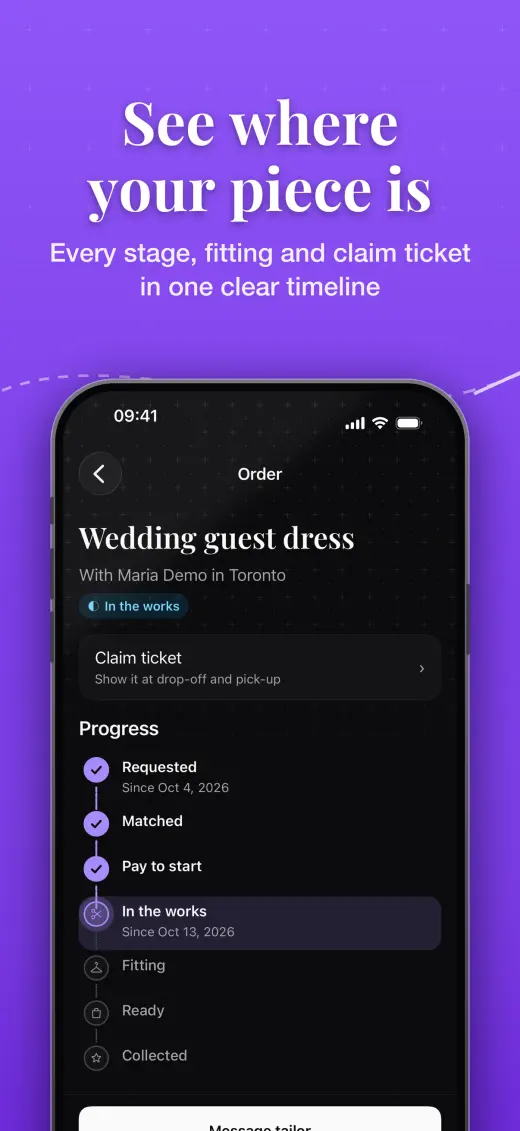 See where
your piece is
Every stage, fitting and claim ticket
in one clear timeline
09:41
Order
Wedding guest dress
With Maria Demo in Toronto
In the works
Claim ticket
Show it at drop-off and pick-up
Progress
Requested
Since Oct 4, 2026
Matched
Pay to start
In the works
Since Oct 13, 2026
Fitting
Ready
Collected
Message tailor